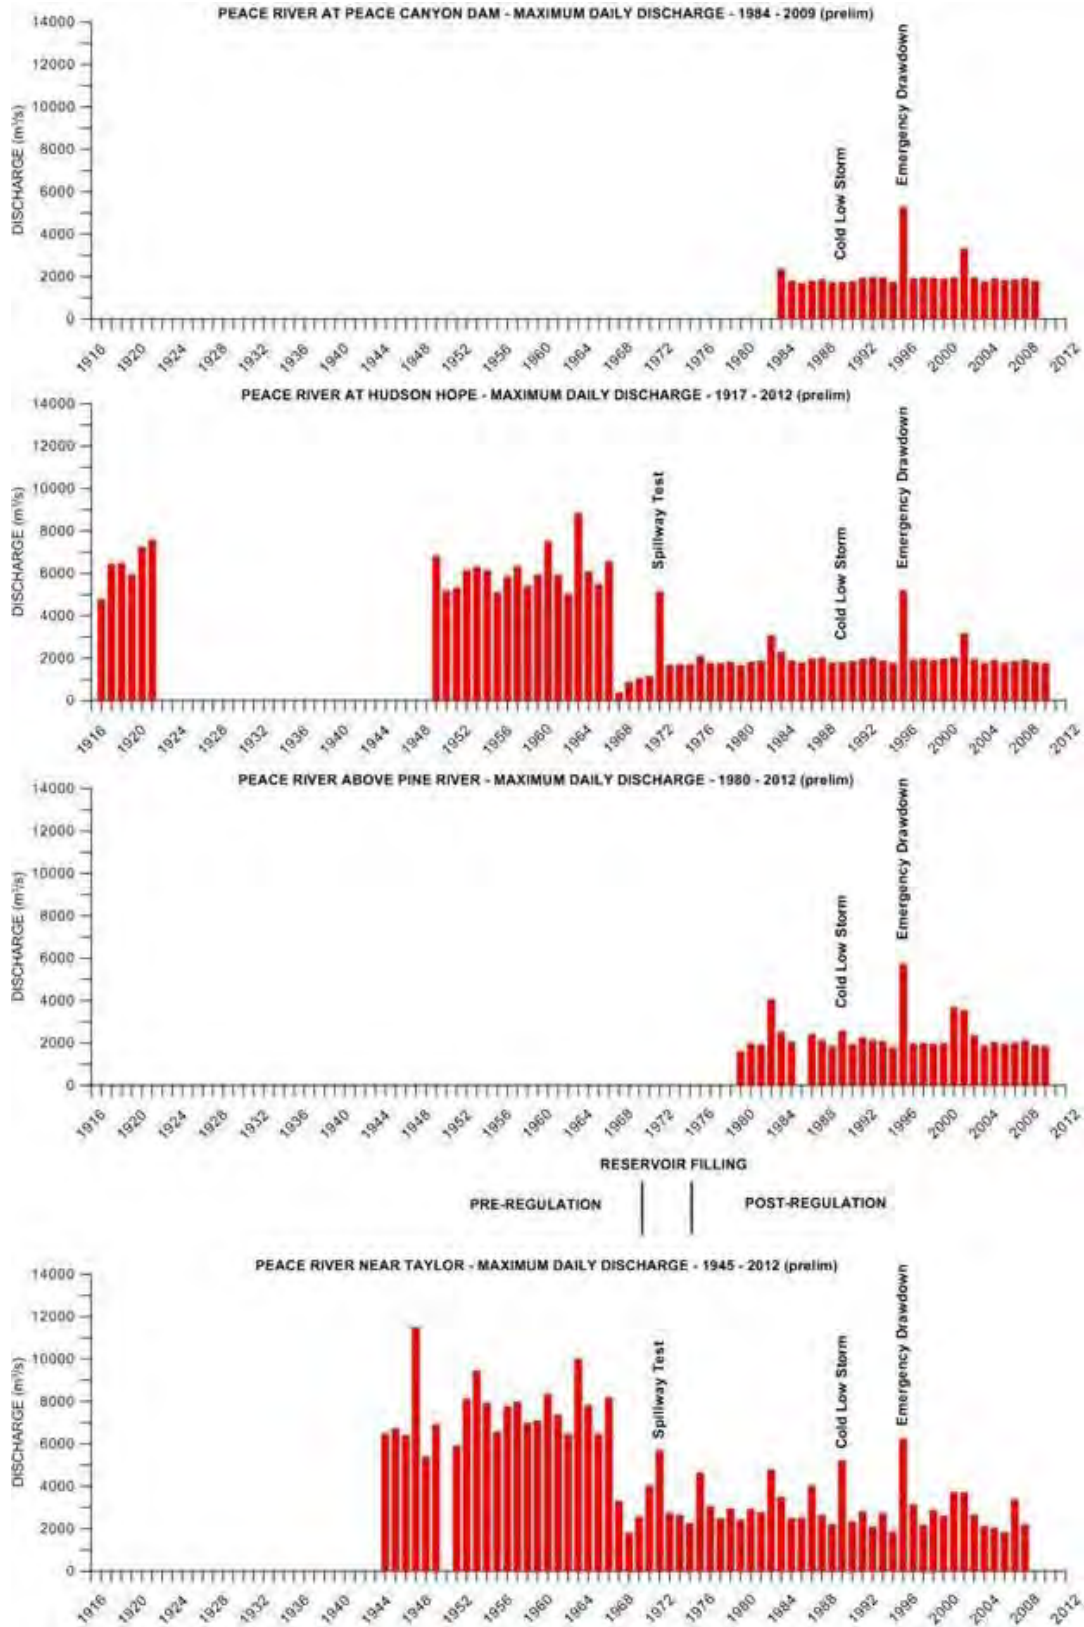 PEACE RIVER AT PEACE CANYON DAM - MAXIMUM DAILY DISCHARGE - 1984 - 2009 (prelim)
14000
12000
10000
8000
6000
4000
2000
0
DISCHARGE (m³/s)
Cold Low Storm
Emergency Drawdown
1916 1920 1924 1928 1932 1936 1940 1944 1948 1952 1956 1960 1964 1968 1972 1976 1980 1984 1988 1992 1996 2000 2004 2008 2012
PEACE RIVER AT HUDSON HOPE - MAXIMUM DAILY DISCHARGE - 1917 - 2012 (prelim)
14000
12000
10000
8000
6000
4000
2000
0
DISCHARGE (m³/s)
Spillway Test
Cold Low Storm
Emergency Drawdown
1916 1920 1924 1928 1932 1936 1940 1944 1948 1952 1956 1960 1964 1968 1972 1976 1980 1984 1988 1992 1996 2000 2004 2008 2012
PEACE RIVER ABOVE PINE RIVER - MAXIMUM DAILY DISCHARGE - 1980 - 2012 (prelim)
14000
12000
10000
8000
6000
4000
2000
0
DISCHARGE (m³/s)
Cold Low Storm
Emergency Drawdown
1916 1920 1924 1928 1932 1936 1940 1944 1948 1952 1956 1960 1964 1968 1972 1976 1980 1984 1988 1992 1996 2000 2004 2008 2012
RESERVOIR FILLING
PRE-REGULATION
POST-REGULATION
PEACE RIVER NEAR TAYLOR - MAXIMUM DAILY DISCHARGE - 1945 - 2012 (prelim)
14000
12000
10000
8000
6000
4000
2000
0
DISCHARGE (m³/s)
Spillway Test
Cold Low Storm
Emergency Drawdown
1916 1920 1924 1928 1932 1936 1940 1944 1948 1952 1956 1960 1964 1968 1972 1976 1980 1984 1988 1992 1996 2000 2004 2008 2012